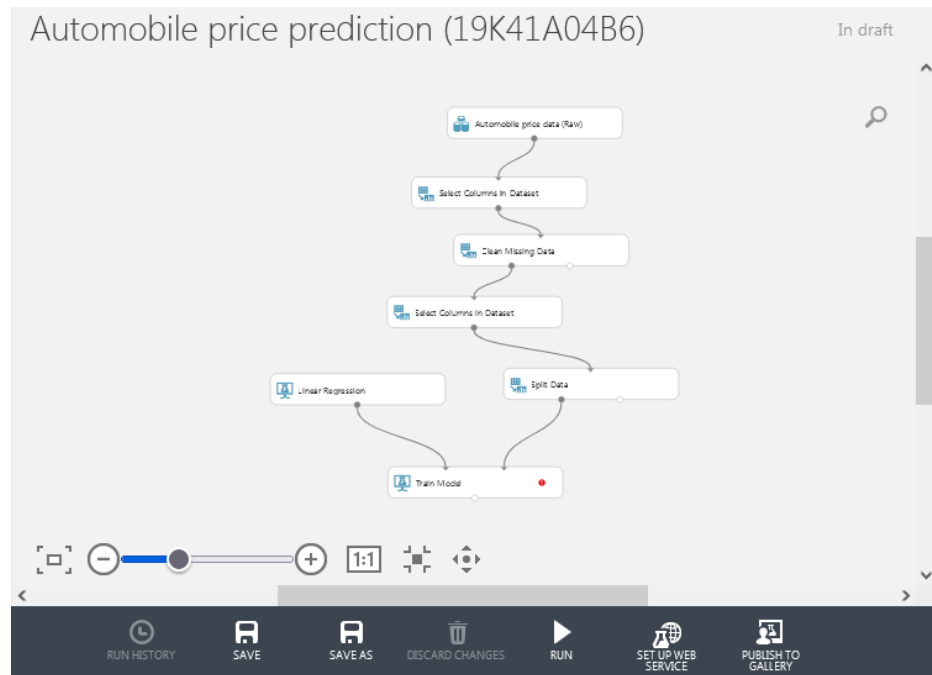 Automobile price prediction (19K41A04B6)
In draft
Automobile price data (Raw)
Select Columns in Dataset
Clean Missing Data
Select Columns in Dataset
Linear Regression
Split Data
Train Model
1:1
RUN HISTORY
SAVE
SAVE AS
DISCARD CHANGES
RUN
SET UP WEB
SERVICE
PUBLISH TO
GALLERY